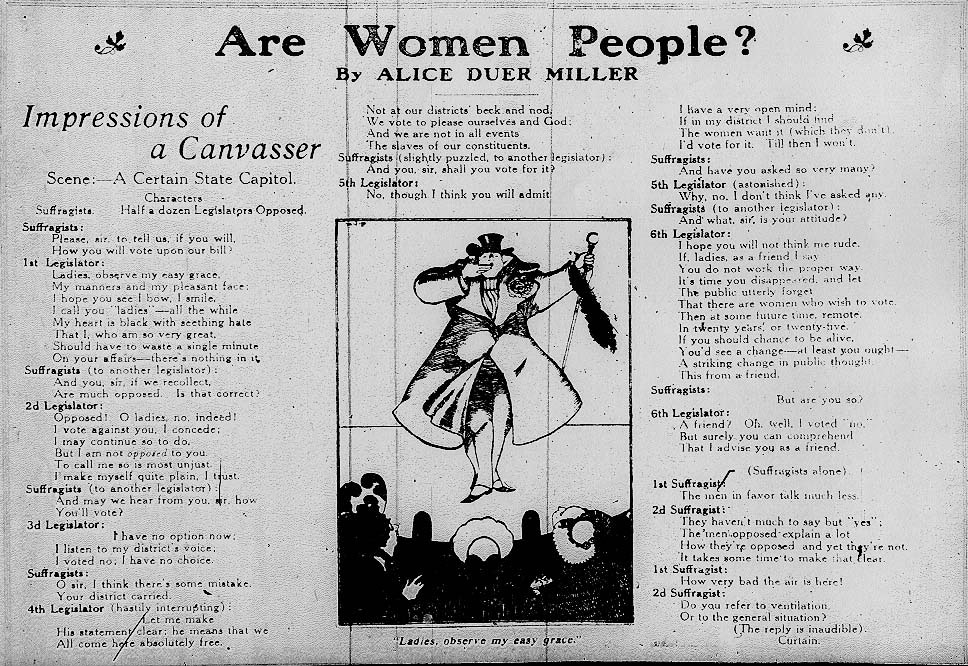 Are Women People?
By ALICE DUER MILLER
Impressions of
a Canvasser
Scene:—A Certain State Capitol.
Characters
Suffragists. Half a dozen Legislators Opposed.
Suffragists:
Please, sir, to tell us, if you will,
How you will vote upon our bill?
1st Legislator:
Ladies, observe my easy grace,
My manners and my pleasant face;
I hope you see I bow, I smile,
I call you "ladies"—all the while
My heart is black with seething hate
That I, who am so very great,
Should have to waste a single minute
On your affairs—there's nothing in it.
Suffragists (to another legislator):
And you, sir, if we recollect,
Are much opposed. Is that correct?
2d Legislator:
Opposed! O ladies, no, indeed!
I vote against you, I concede;
I may continue so to do,
But I am not opposed to you.
To call me so is most unjust.
I make myself quite plain, I trust.
Suffragists (to another legislator):
And may we hear from you, sir, how
You'll vote?
3d Legislator:
I have no option now;
I listen to my district's voice;
I voted no; I have no choice.
Suffragists:
O sir, I think there's some mistake.
Your district carried.
4th Legislator (hastily interrupting):
Let me make
His statement clear; he means that we
All come here absolutely free.
Not at our districts' beck and nod;
We vote to please ourselves and God;
And we are not in all events
The slaves of our constituents.
Suffragists (slightly puzzled, to another legislator):
And you, sir, shall you vote for it?
5th Legislator:
No, though I think you will admit
"Ladies, observe my easy grace."
I have a very open mind;
If in my district I should find
The women want it (which they don't),
I'd vote for it. Till then I won't.
Suffragists:
And have you asked so very many?
5th Legislator (astonished):
Why, no, I don't think I've asked any.
Suffragists (to another legislator):
And what, sir, is your attitude?
6th Legislator:
I hope you will not think me rude,
If, ladies, as a friend I say
You do not work the proper way.
It's time you disappeared, and let
The public utterly forget
That there are women who wish to vote.
Then at some future time, remote,
In twenty years, or twenty-five,
If you should chance to be alive,
You'd see a change—at least you ought—
A striking change in public thought.
This from a friend.
Suffragists:
But are you so?
6th Legislator:
A friend? Oh, well, I voted "no,"
But surely you can comprehend
That I advise you as a friend.
(Suffragists alone)
1st Suffragist:
The men in favor talk much less.
2d Suffragist:
They haven't much to say but "yes";
The men opposed explain a lot
How they're opposed and yet they're not.
It takes some time to make that clear.
1st Suffragist:
How very bad the air is here!
2d Suffragist:
Do you refer to ventilation,
Or to the general situation?
(The reply is inaudible).
Curtain.